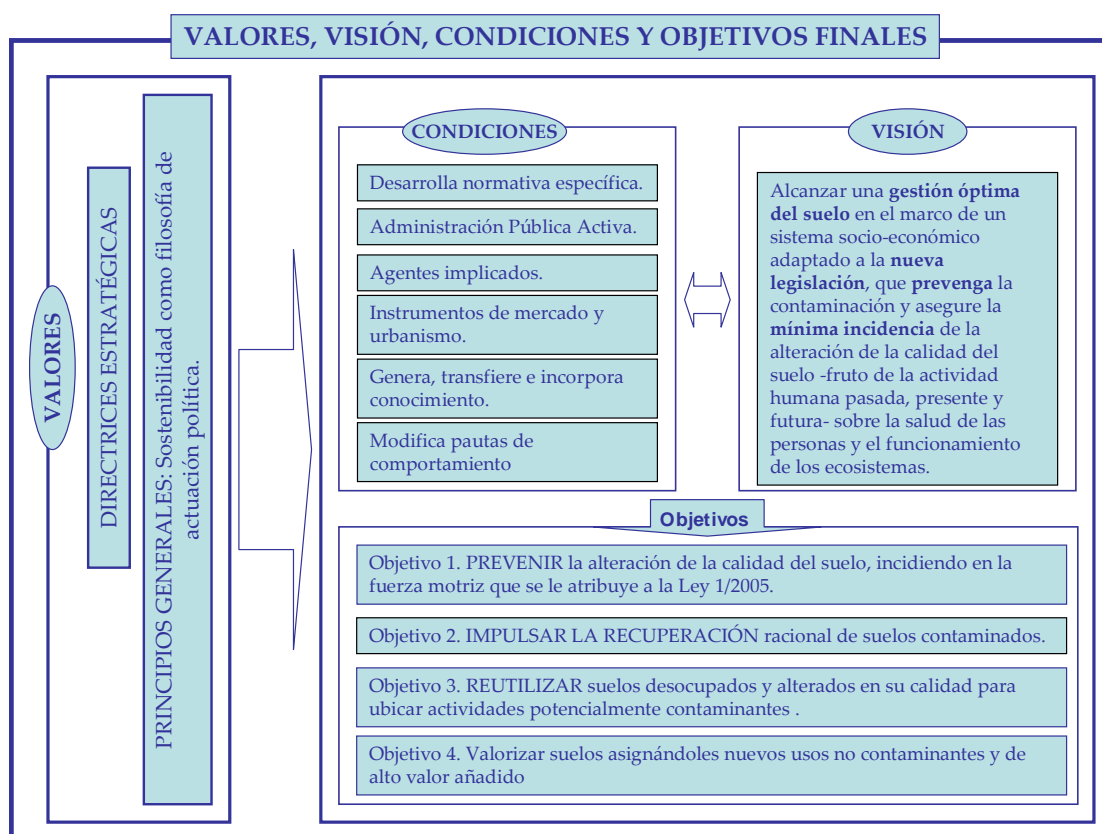 VALORES, VISIÓN, CONDICIONES Y OBJETIVOS FINALES
VALORES
DIRECTRICES ESTRATÉGICAS
PRINCIPIOS GENERALES: Sostenibilidad como filosofía de
actuación política.
CONDICIONES
Desarrolla normativa específica.
Administración Pública Activa.
Agentes implicados.
Instrumentos de mercado y
urbanismo.
Genera, transfiere e incorpora
conocimiento.
Modifica pautas de
comportamiento
VISIÓN
Alcanzar una gestión óptima
del suelo en el marco de un
sistema socio-económico
adaptado a la nueva
legislación, que prevenga la
contaminación y asegure la
mínima incidencia de la
alteración de la calidad del
suelo -fruto de la actividad
humana pasada, presente y
futura- sobre la salud de las
personas y el funcionamiento
de los ecosistemas.
Objetivos
Objetivo 1. PREVENIR la alteración de la calidad del suelo, incidiendo en la
fuerza motriz que se le atribuye a la Ley 1/2005.
Objetivo 2. IMPULSAR LA RECUPERACIÓN racional de suelos contaminados.
Objetivo 3. REUTILIZAR suelos desocupados y alterados en su calidad para
ubicar actividades potencialmente contaminantes .
Objetivo 4. Valorizar suelos asignándoles nuevos usos no contaminantes y de
alto valor añadido